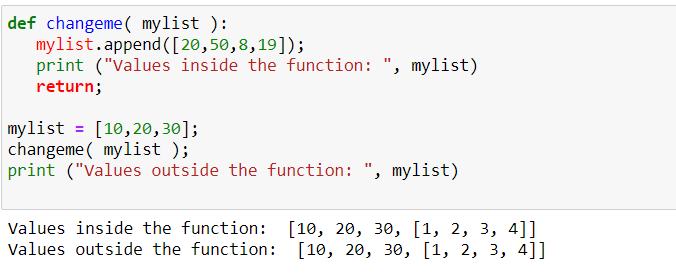 def changeme( mylist ):
   mylist.append([20,50,8,19]);
   print ("Values inside the function: ", mylist)
   return;

mylist = [10,20,30];
changeme( mylist );
print ("Values outside the function: ", mylist)

Values inside the function:  [10, 20, 30, [1, 2, 3, 4]]
Values outside the function:  [10, 20, 30, [1, 2, 3, 4]]